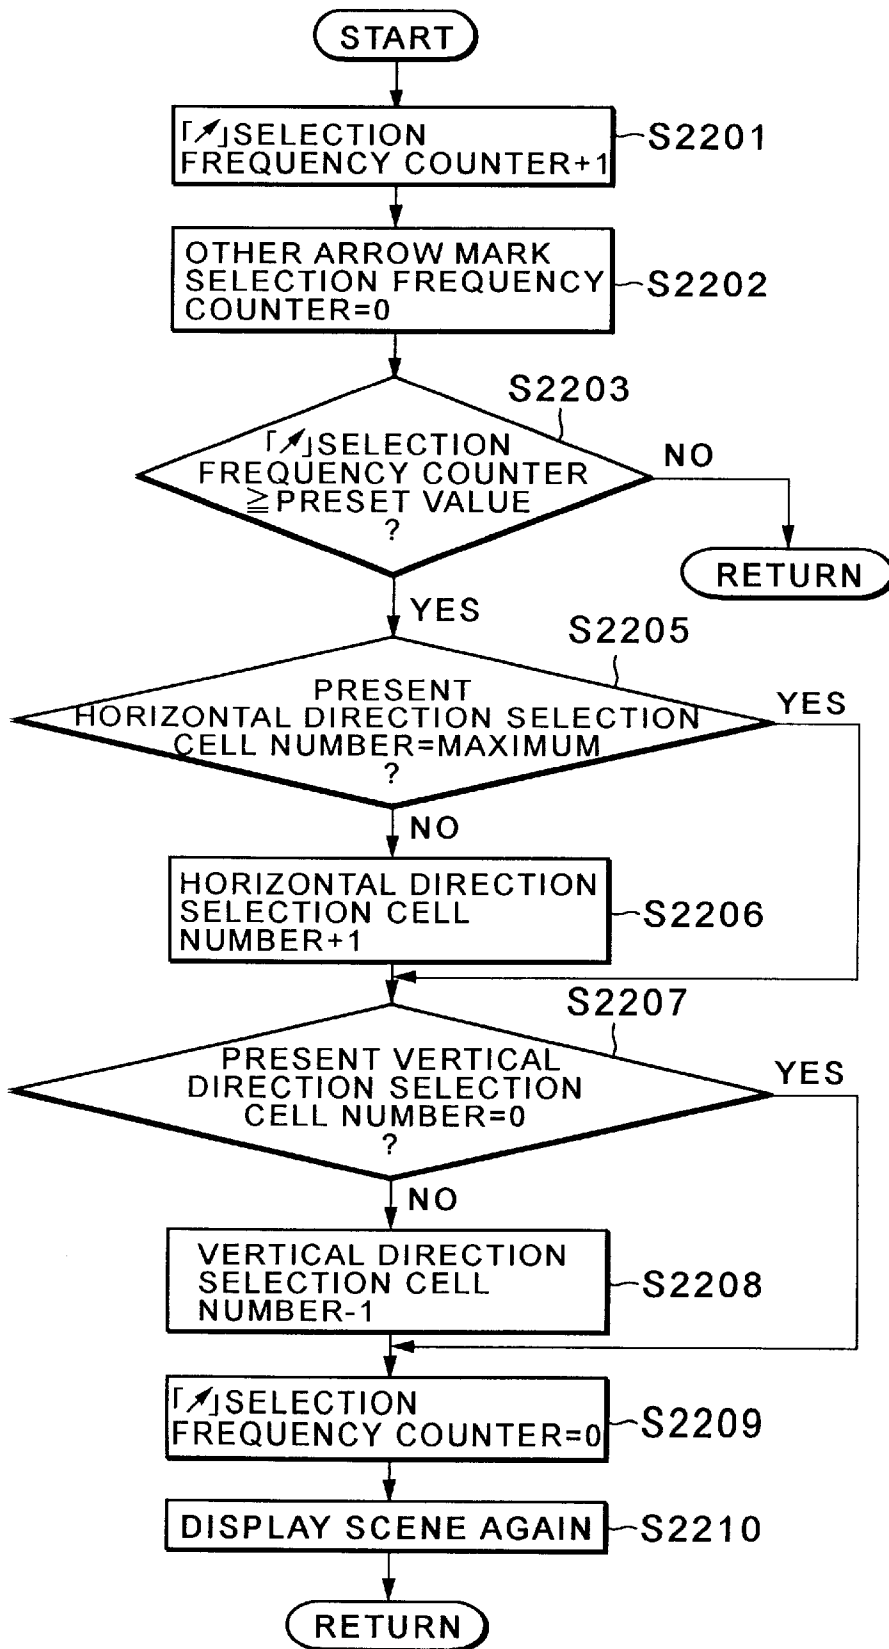 START
「↗」SELECTION
FREQUENCY COUNTER+1
S2201
OTHER ARROW MARK
SELECTION FREQUENCY
COUNTER=0
S2202
S2203
「↗」SELECTION
FREQUENCY COUNTER
≧PRESET VALUE
?
NO
RETURN
YES
S2205
PRESENT
HORIZONTAL DIRECTION SELECTION
CELL NUMBER=MAXIMUM
?
YES
NO
HORIZONTAL DIRECTION
SELECTION CELL
NUMBER+1
S2206
S2207
PRESENT VERTICAL
DIRECTION SELECTION
CELL NUMBER=0
?
YES
NO
VERTICAL DIRECTION
SELECTION CELL
NUMBER-1
S2208
「↗」SELECTION
FREQUENCY COUNTER=0
S2209
DISPLAY SCENE AGAIN
S2210
RETURN